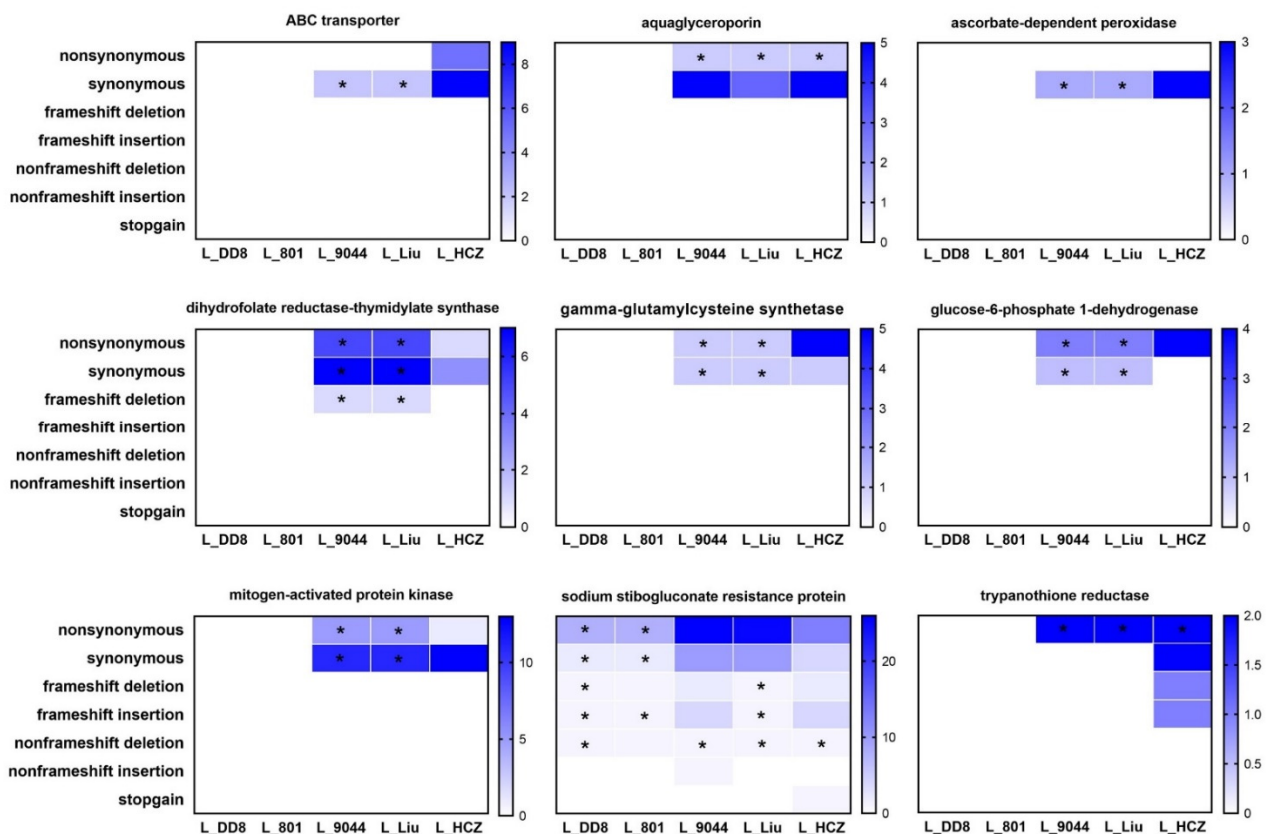 ABC transporter
aquaglyceroporin
ascorbate-dependent peroxidase
nonsynonymous
synonymous
frameshift deletion
frameshift insertion
nonframeshift deletion
nonframeshift insertion
stopgain
* *
8
6
4
2
0
* * *
5
4
3
2
1
0
* *
3
2
1
0
L_DD8 L_801 L_9044 L_Liu L_HCZ
L_DD8 L_801 L_9044 L_Liu L_HCZ
L_DD8 L_801 L_9044 L_Liu L_HCZ
dihydrofolate reductase-thymidylate synthase
gamma-glutamylcysteine synthetase
glucose-6-phosphate 1-dehydrogenase
nonsynonymous
synonymous
frameshift deletion
frameshift insertion
nonframeshift deletion
nonframeshift insertion
stopgain
* *
* *
* *
6
4
2
0
* *
* *
5
4
3
2
1
0
* *
* *
4
3
2
1
0
L_DD8 L_801 L_9044 L_Liu L_HCZ
L_DD8 L_801 L_9044 L_Liu L_HCZ
L_DD8 L_801 L_9044 L_Liu L_HCZ
mitogen-activated protein kinase
sodium stibogluconate resistance protein
trypanothione reductase
nonsynonymous
synonymous
frameshift deletion
frameshift insertion
nonframeshift deletion
nonframeshift insertion
stopgain
* *
* *
10
5
0
* *
* *
* *
* * *
* * * *
20
10
0
* * *
2.0
1.5
1.0
0.5
0
L_DD8 L_801 L_9044 L_Liu L_HCZ
L_DD8 L_801 L_9044 L_Liu L_HCZ
L_DD8 L_801 L_9044 L_Liu L_HCZ